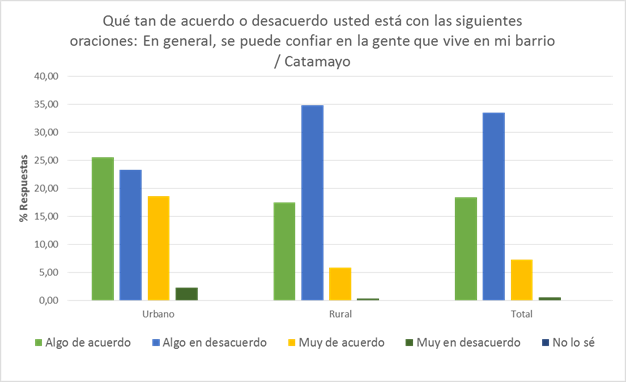 Qué tan de acuerdo o desacuerdo usted está con las siguientes
oraciones: En general, se puede confiar en la gente que vive en mi barrio
/ Catamayo
40,00
35,00
30,00
25,00
20,00
15,00
10,00
5,00
0,00
% Respuestas
Urbano Rural Total
Algo de acuerdo Algo en desacuerdo Muy de acuerdo Muy en desacuerdo No lo sé